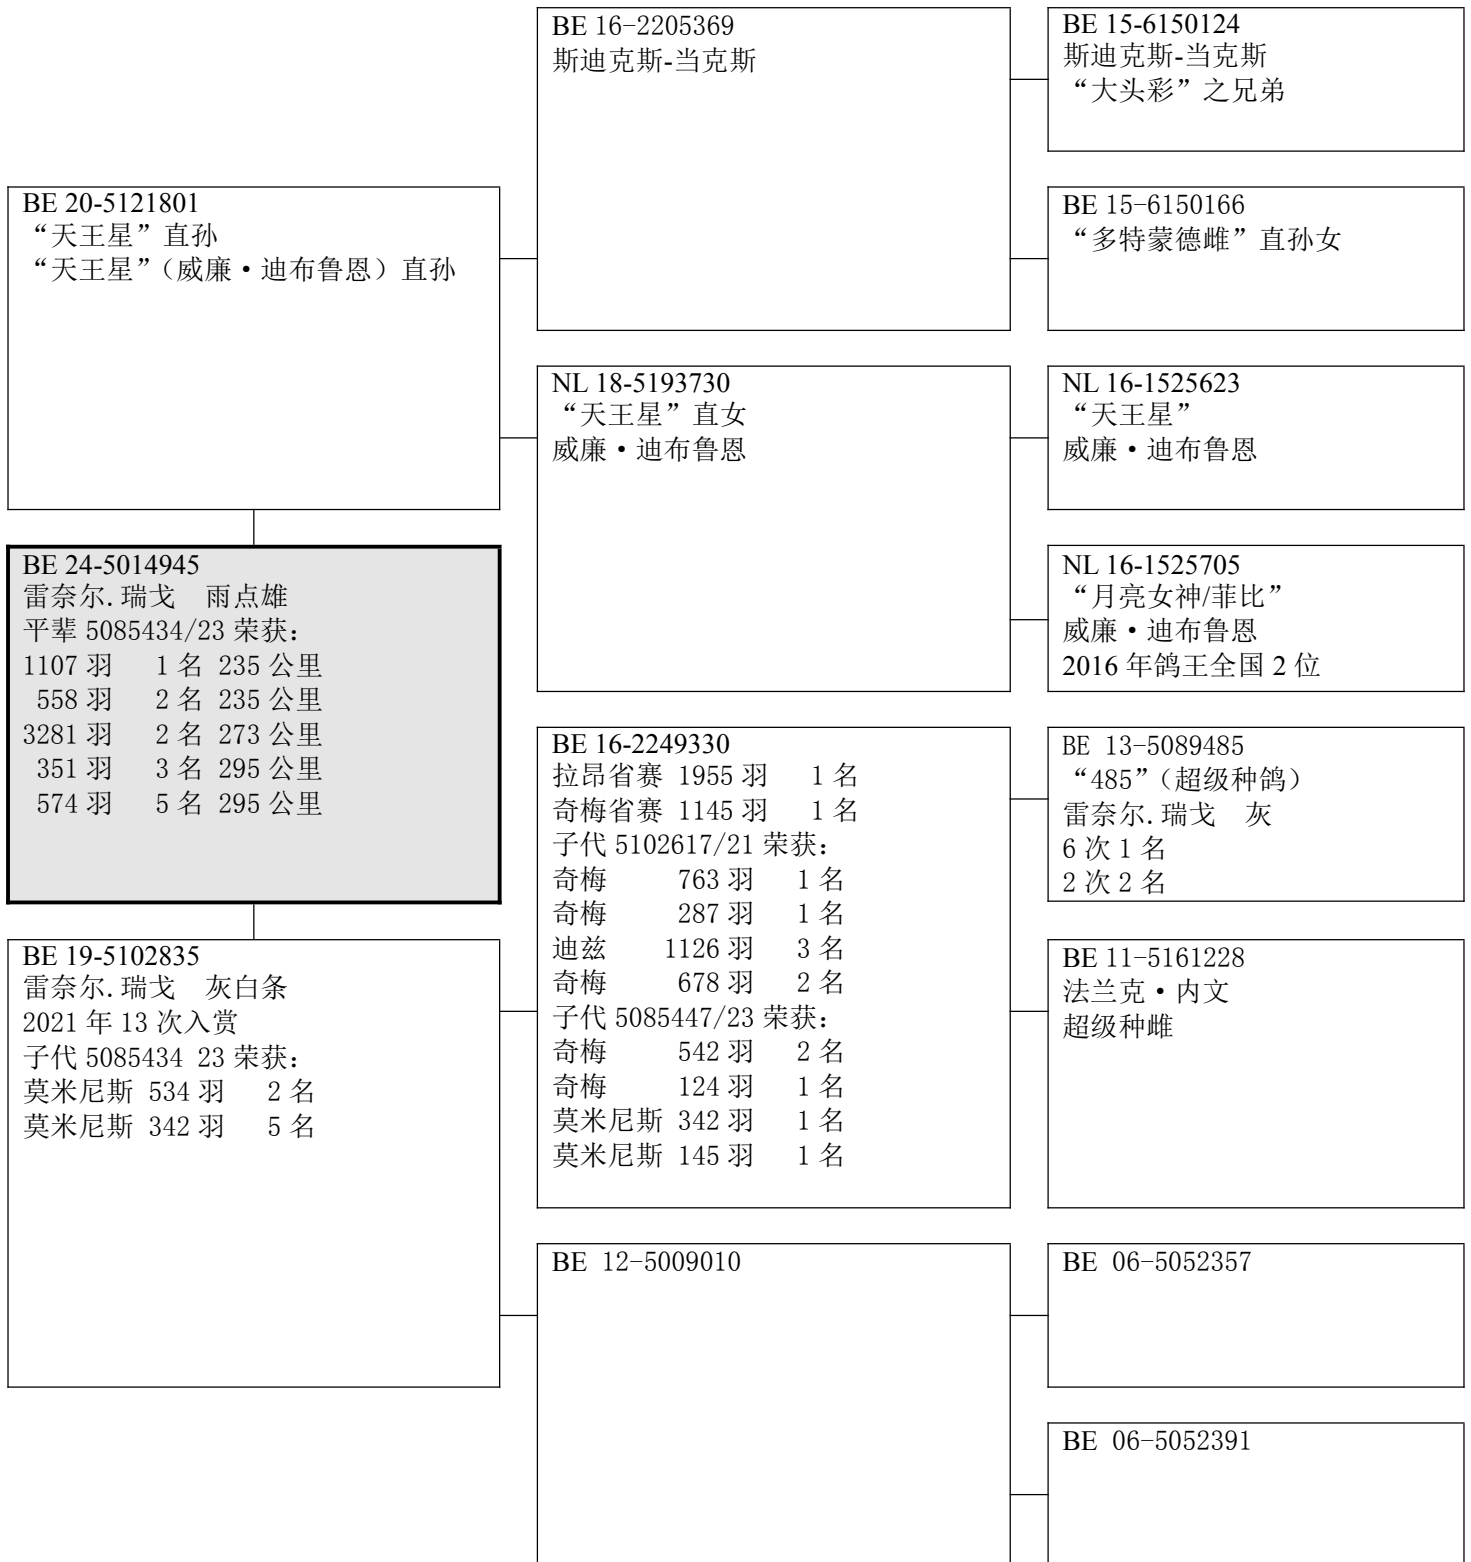 BE 20-5121801
“天王星”直孙
“天王星”（威廉·迪布鲁恩）直孙
BE 24-5014945
雷奈尔.瑞戈 雨点雄
平辈 5085434/23 荣获：
1107 羽 1 名 235 公里
558 羽 2 名 235 公里
3281 羽 2 名 273 公里
351 羽 3 名 295 公里
574 羽 5 名 295 公里
BE 19-5102835
雷奈尔.瑞戈 灰白条
2021 年 13 次入赏
子代 5085434 23 荣获：
莫米尼斯 534 羽 2 名
莫米尼斯 342 羽 5 名
BE 16-2205369
斯迪克斯-当克斯
NL 18-5193730
“天王星”直女
威廉·迪布鲁恩
BE 16-2249330
拉昂省赛 1955 羽 1 名
奇梅省赛 1145 羽 1 名
子代 5102617/21 荣获：
奇梅 763 羽 1 名
奇梅 287 羽 1 名
迪兹 1126 羽 3 名
奇梅 678 羽 2 名
子代 5085447/23 荣获：
奇梅 542 羽 2 名
奇梅 124 羽 1 名
莫米尼斯 342 羽 1 名
莫米尼斯 145 羽 1 名
BE 12-5009010
BE 15-6150124
斯迪克斯-当克斯
“大头彩”之兄弟
BE 15-6150166
“多特蒙德雌”直孙女
NL 16-1525623
“天王星”
威廉·迪布鲁恩
NL 16-1525705
“月亮女神/菲比”
威廉·迪布鲁恩
2016 年鸽王全国 2 位
BE 13-5089485
“485”（超级种鸽）
雷奈尔.瑞戈 灰
6 次 1 名
2 次 2 名
BE 11-5161228
法兰克·内文
超级种雌
BE 06-5052357
BE 06-5052391